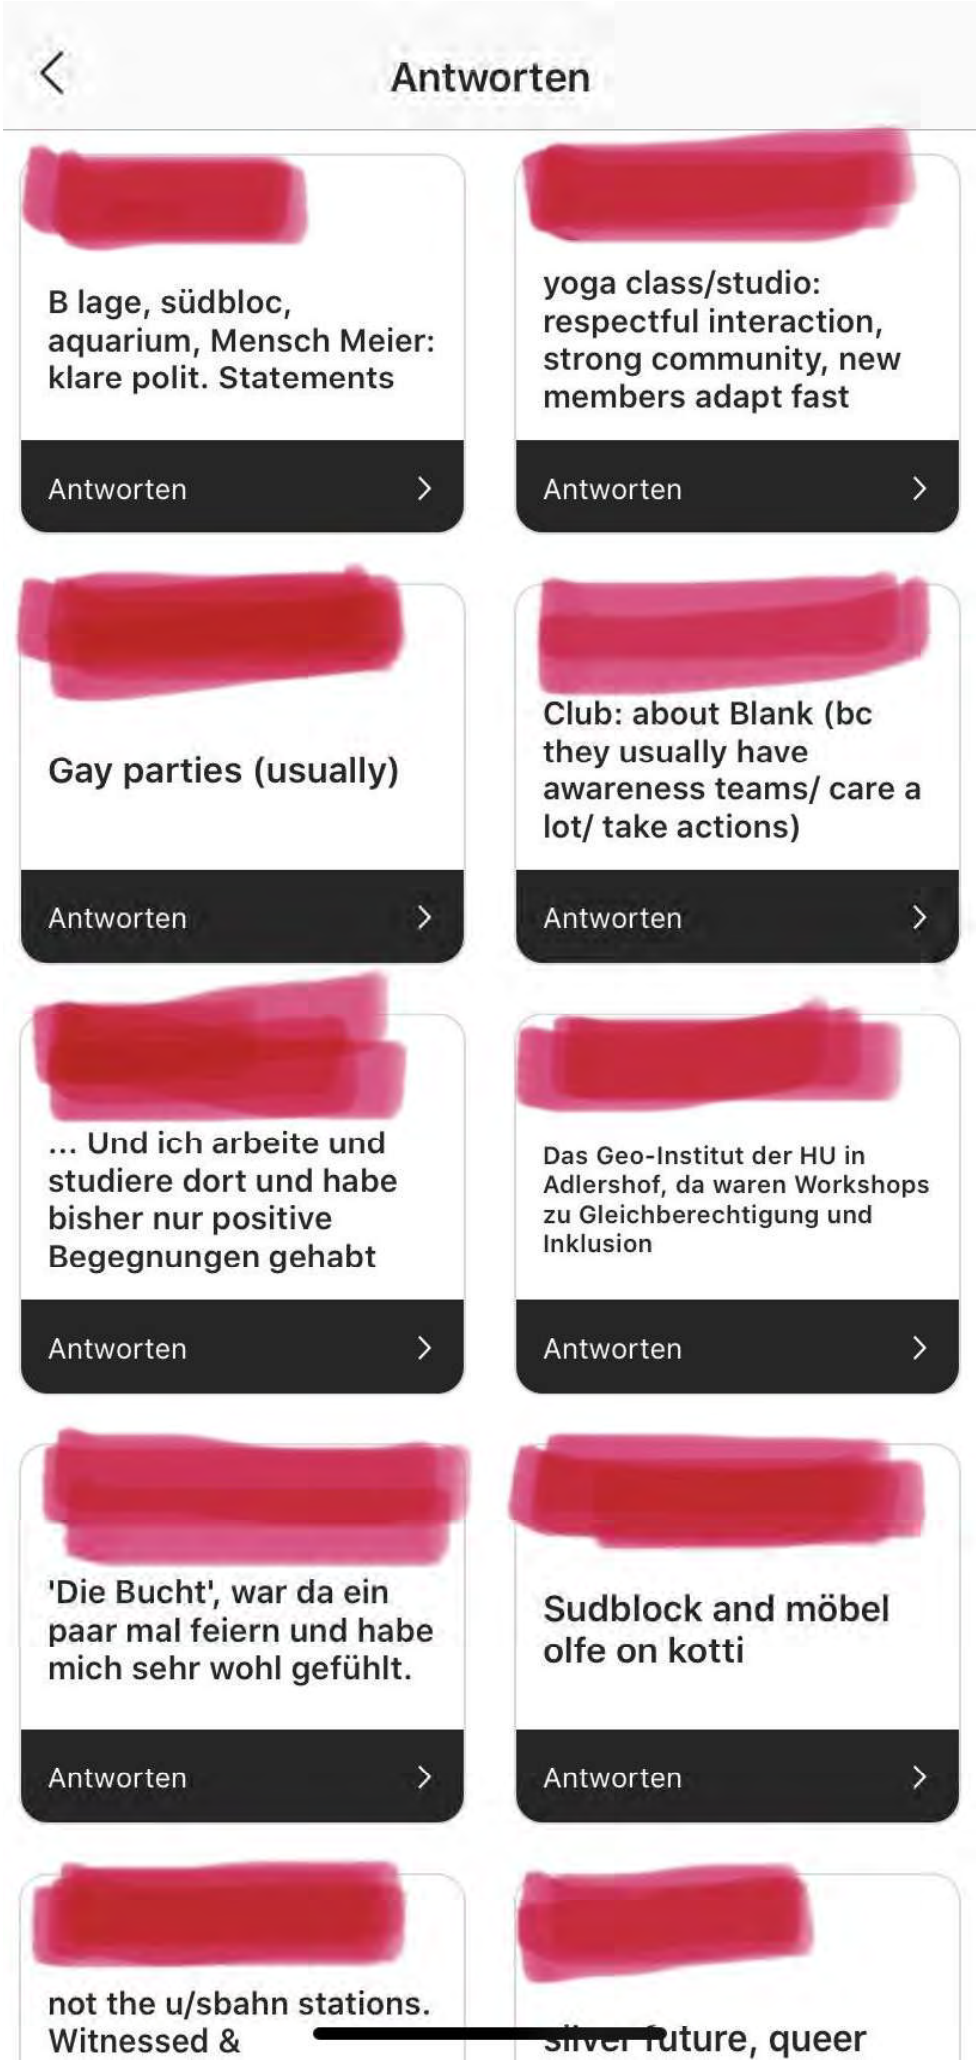 Antworten
B lage, südbloc,
aquarium, Mensch Meier:
klare polit. Statements
Antworten
yoga class/studio:
respectful interaction,
strong community, new
members adapt fast
Antworten
Gay parties (usually)
Antworten
Club: about Blank (bc
they usually have
awareness teams/ care a
lot/ take actions)
Antworten
... Und ich arbeite und
studiere dort und habe
bisher nur positive
Begegnungen gehabt
Antworten
Das Geo-Institut der HU in
Adlershof, da waren Workshops
zu Gleichberechtigung und
Inklusion
Antworten
'Die Bucht', war da ein
paar mal feiern und habe
mich sehr wohl gefühlt.
Antworten
Sudblock and möbel
olfe on kotti
Antworten
not the u/sbahn stations.
Witnessed &
silver future, queer